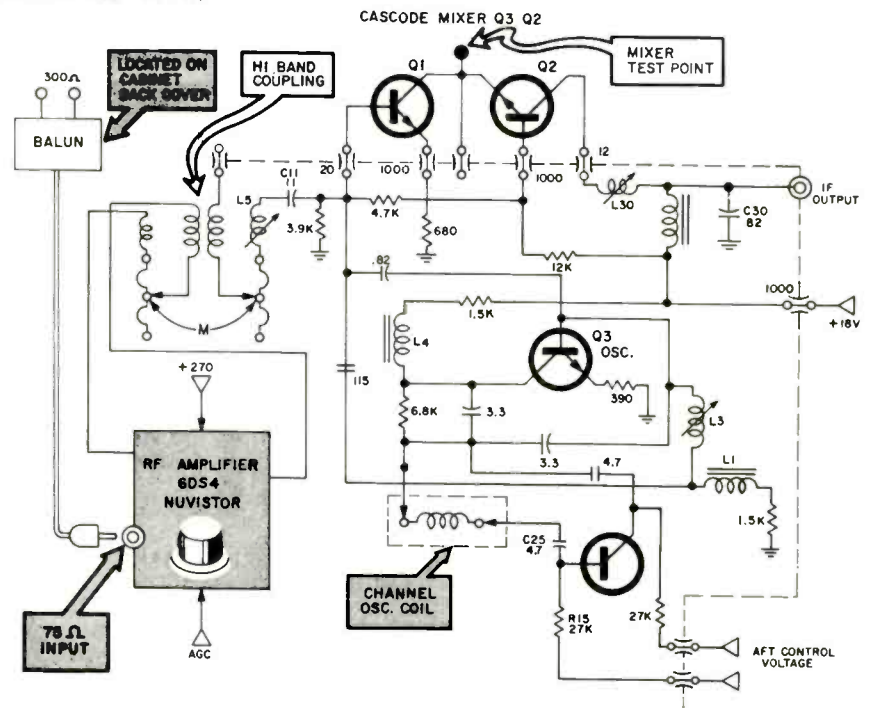 CASCODE MIXER Q3 Q2
LOCATED ON
CABINET
BACK COVER
HI BAND
COUPLING
MIXER
TEST POINT
300Ω
BALUN
Q1
Q2
20
1000
1000
12
C11
L5
3.9K
4.7K
680
L30
C30
82
IF
OUTPUT
12K
.82
1000
+18V
1.5K
L4
Q3
OSC.
M
+270
115
390
6.8K
3.3
3.3
4.7
L3
L1
1.5K
RF AMPLIFIER
6DS4
NUVISTOR
C25
4.7
CHANNEL
OSC. COIL
75Ω
INPUT
AGC
R15
27K
27K
AFT CONTROL
VOLTAGE